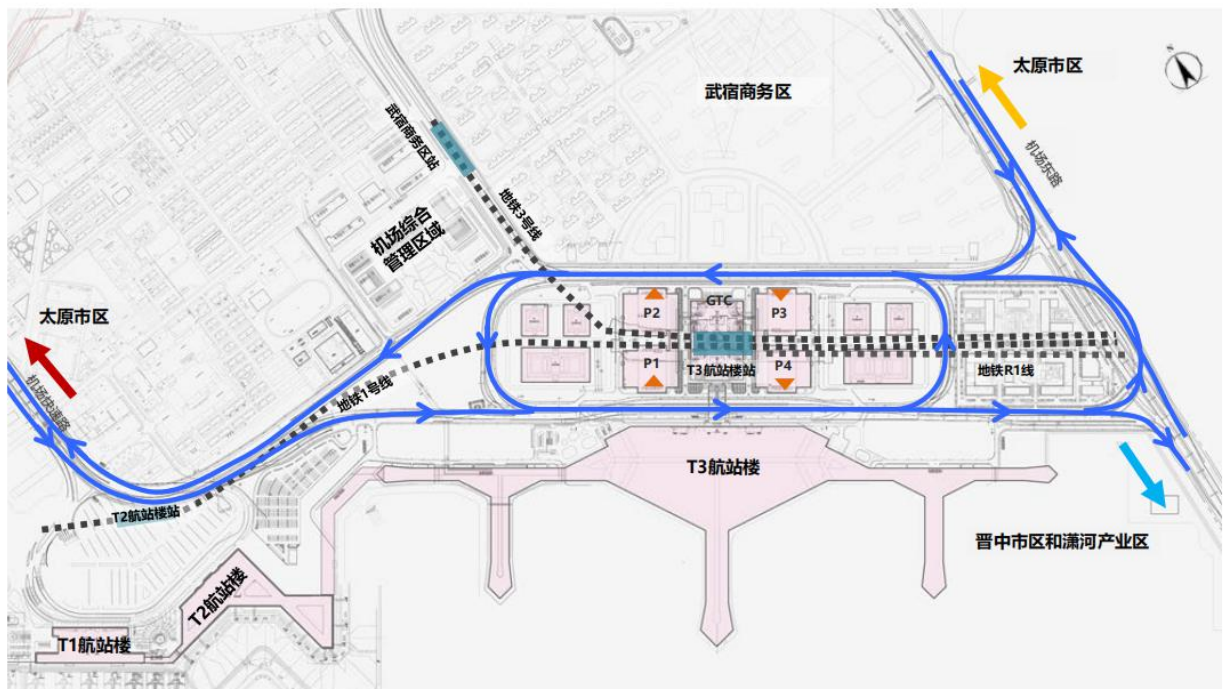 太原市区
武宿商务区
武宿商务区站
机场东路
地铁3号线
机场综合
管理区域
太原市区
P2
GTC
P3
P1
T3航站楼站
P4
地铁R1线
机场快速路
地铁1号线
T3航站楼
T2航站楼站
晋中市区和潇河产业区
T2航站楼
T1航站楼